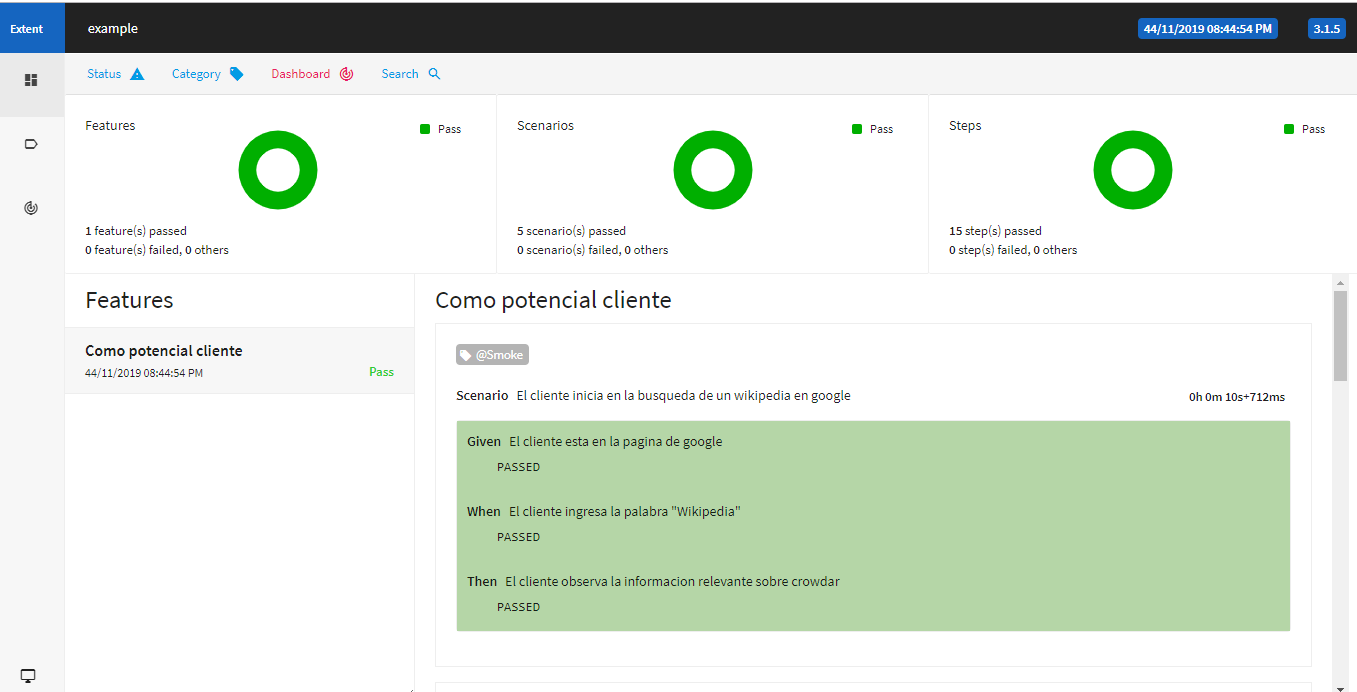 Extent
example
44/11/2019 08:44:54 PM
3.1.5
Status
Category
Dashboard
Search
Features
Pass
1 feature(s) passed
0 feature(s) failed, 0 others
Scenarios
Pass
5 scenario(s) passed
0 scenario(s) failed, 0 others
Steps
Pass
15 step(s) passed
0 step(s) failed, 0 others
Features
Como potencial cliente
44/11/2019 08:44:54 PM
Pass
Como potencial cliente
@Smoke
Scenario El cliente inicia en la busqueda de un wikipedia en google
0h 0m 10s+712ms
Given El cliente esta en la pagina de google
PASSED
When El cliente ingresa la palabra "Wikipedia"
PASSED
Then El cliente observa la informacion relevante sobre crowdar
PASSED